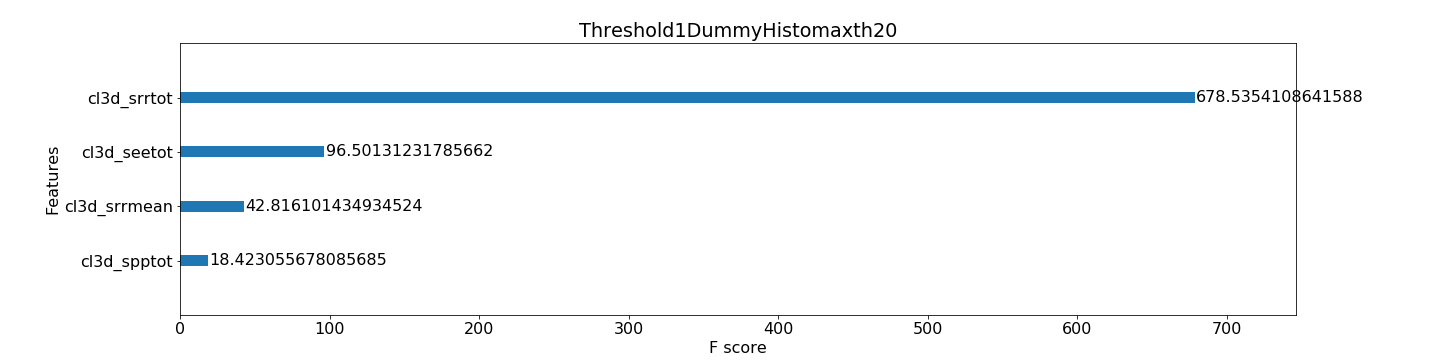 Threshold1DummyHistomaxth20
cl3d_srrtot 678.5354108641588
cl3d_seetot 96.50131231785662
cl3d_srrmean 42.816101434934524
cl3d_spptot 18.423055678085685
Features
0 100 200 300 400 500 600 700
F score